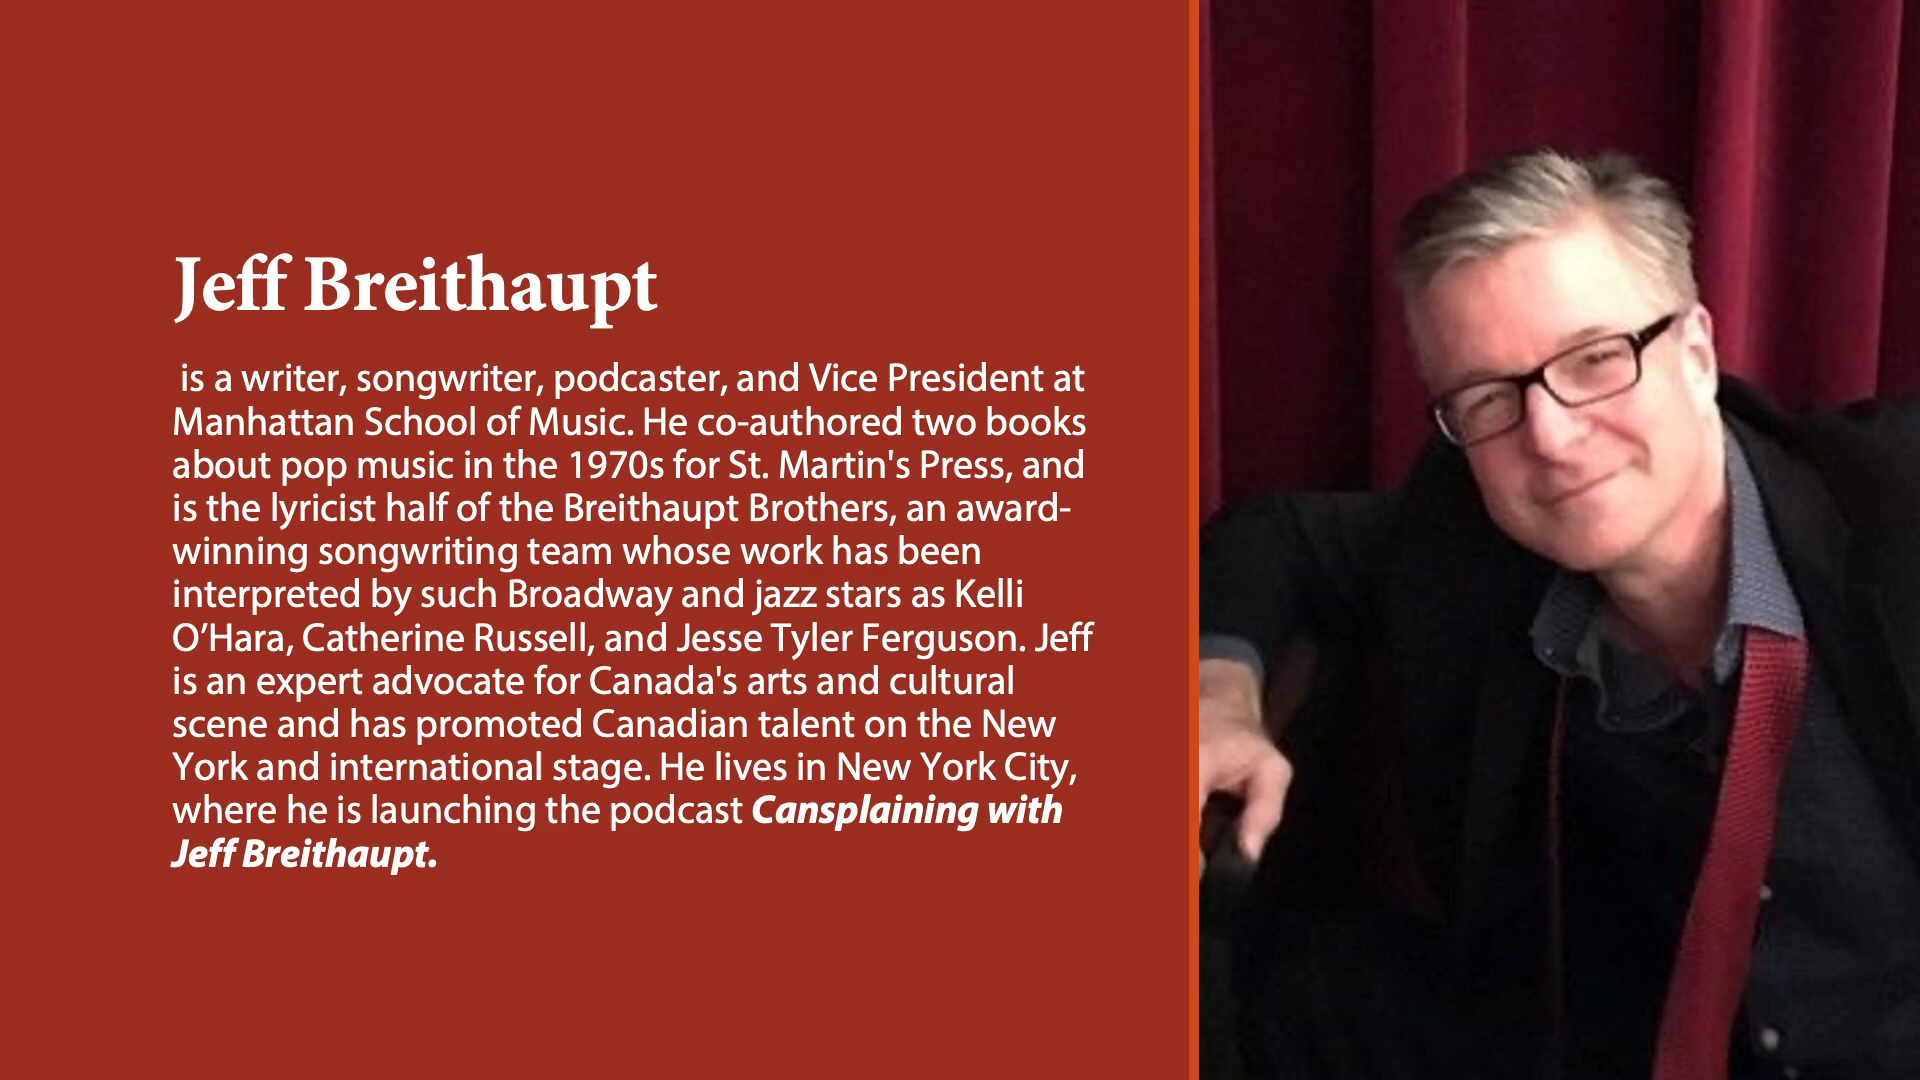 Jeff Breithaupt
is a writer, songwriter, podcaster, and Vice President at
Manhattan School of Music. He co-authored two books
about pop music in the 1970s for St. Martin's Press, and
is the lyricist half of the Breithaupt Brothers, an award-
winning songwriting team whose work has been
interpreted by such Broadway and jazz stars as Kelli
O’Hara, Catherine Russell, and Jesse Tyler Ferguson. Jeff
is an expert advocate for Canada's arts and cultural
scene and has promoted Canadian talent on the New
York and international stage. He lives in New York City,
where he is launching the podcast Cansplaining with
Jeff Breithaupt.